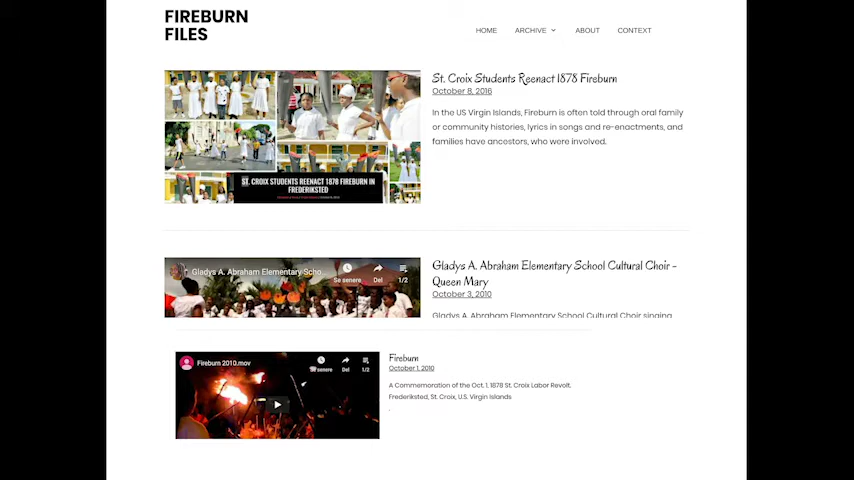 FIREBURN
FILES
HOME
ARCHIVE
ABOUT
CONTEXT
ST. CROIX STUDENTS REENACT 1878 FIREBURN IN
FREDERIKSTED
St. Croix Students Reenact 1878 Fireburn
October 8, 2016
In the US Virgin Islands, Fireburn is often told through oral family
or community histories, lyrics in songs and re-enactments, and
families have ancestors, who were involved.
Gladys A. Abraham Elementary Scho
Se senere
Del
1/2
Gladys A. Abraham Elementary School Cultural Choir -
Queen Mary
October 3, 2010
Gladys A. Abraham Elementary School Cultural Choir singing
Fireburn 2010.mov
Se senere
Del
1/2
Fireburn
October 1, 2010
A Commemoration of the Oct. 1, 1878 St. Croix Labor Revolt.
Frederiksted, St. Croix, U.S. Virgin Islands
.